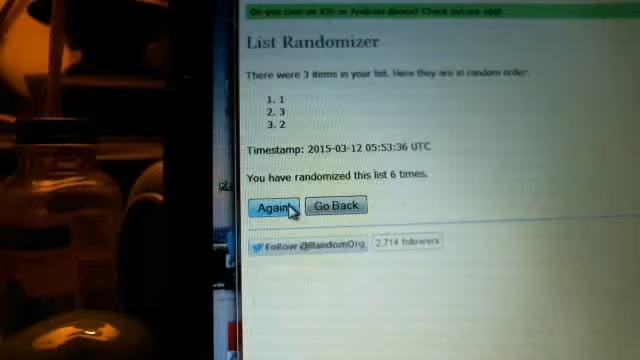 Do you own an iOS or Android device? Check out our app!
List Randomizer
There were 3 items in your list. Here they are in random order:
1. 1
2. 3
3. 2
Timestamp: 2015-03-12 05:53:36 UTC
You have randomized this list 6 times.
Again Go Back
Follow @RandomOrg 2,714 followers